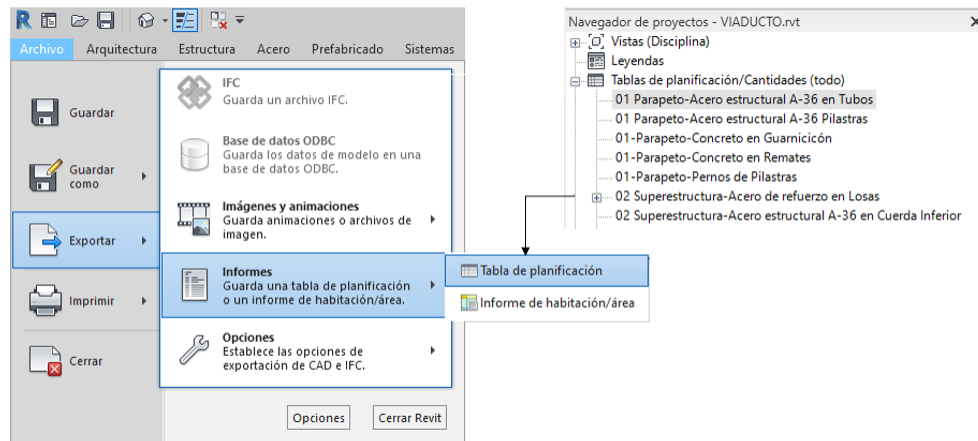 Archivo Arquitectura Estructura Acero Prefabricado Sistemas
Guardar
Guardar
como
Exportar
Imprimir
Cerrar
IFC
Guarda un archivo IFC.
Base de datos ODBC
Guarda los datos de modelo en una
base de datos ODBC.
Imágenes y animaciones
Guarda animaciones o archivos de
imagen.
Informes
Guarda una tabla de planificación
o un informe de habitación/área.
Opciones
Establece las opciones de
exportación de CAD e IFC.
Opciones Cerrar Revit
Tabla de planificación
Informe de habitación/área
Navegador de proyectos - VIADUCTO.rvt
Vistas (Disciplina)
Leyendas
Tablas de planificación/Cantidades (todo)
01 Parapeto-Acero estructural A-36 en Tubos
01 Parapeto-Acero estructural A-36 Pilastras
01-Parapeto-Concreto en Guarnicicón
01-Parapeto-Concreto en Remates
01-Parapeto-Pernos de Pilastras
02 Superestructura-Acero de refuerzo en Losas
02 Superestructura-Acero estructural A-36 en Cuerda Inferior